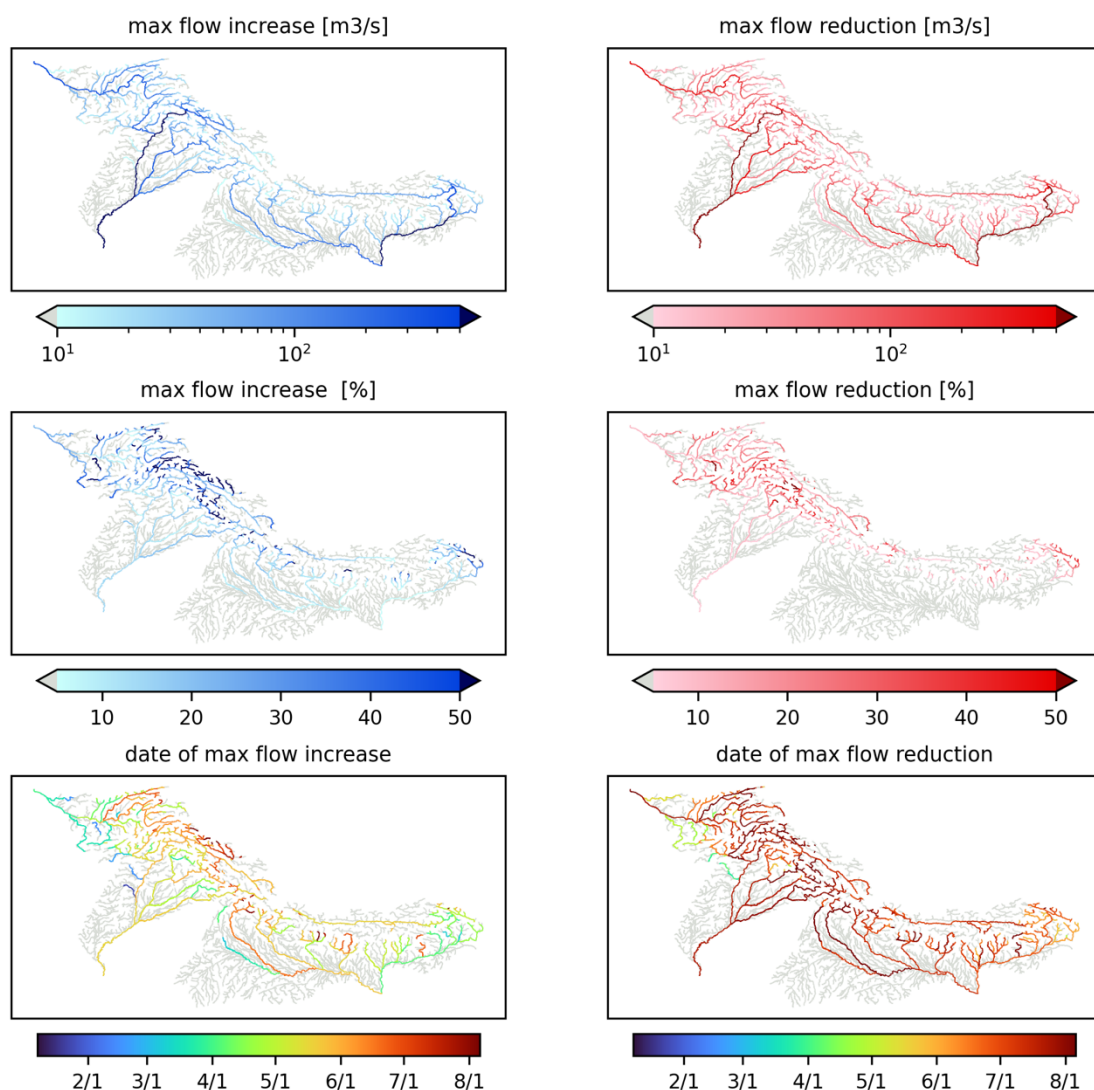 max flow increase [m3/s]
max flow reduction [m3/s]
10¹ 10²
10¹ 10²
max flow increase  [%]
max flow reduction [%]
10 20 30 40 50
10 20 30 40 50
date of max flow increase
date of max flow reduction
2/1 3/1 4/1 5/1 6/1 7/1 8/1
2/1 3/1 4/1 5/1 6/1 7/1 8/1